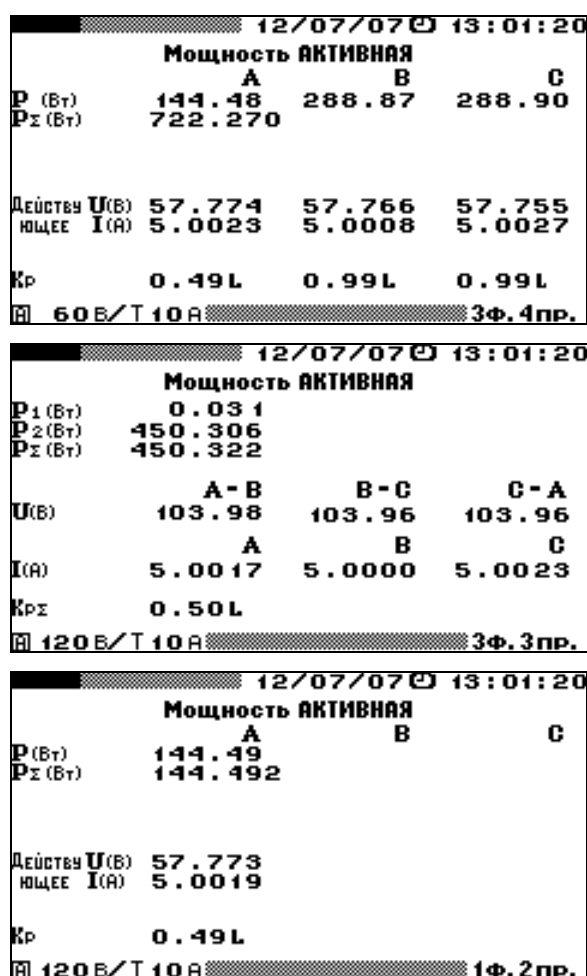 12/07/07 13:01:20
Мощность АКТИВНАЯ
A B C
P (Вт) 144.48 288.87 288.90
PΣ (Вт) 722.270
Действу U(В) 57.774 57.766 57.755
ющее I(А) 5.0023 5.0008 5.0027
Kp 0.49L 0.99L 0.99L
А 60В/Т10А 3Ф.4пр.
12/07/07 13:01:20
Мощность АКТИВНАЯ
P1 (Вт) 0.031
P2 (Вт) 450.306
PΣ (Вт) 450.322
A-B B-C C-A
U(В) 103.98 103.96 103.96
A B C
I(А) 5.0017 5.0000 5.0023
KpΣ 0.50L
А 120В/Т10А 3Ф.3пр.
12/07/07 13:01:20
Мощность АКТИВНАЯ
A B C
P(Вт) 144.49
PΣ (Вт) 144.492
Действу U(В) 57.773
ющее I(А) 5.0019
Kp 0.49L
А 120В/Т10А 1Ф.2пр.